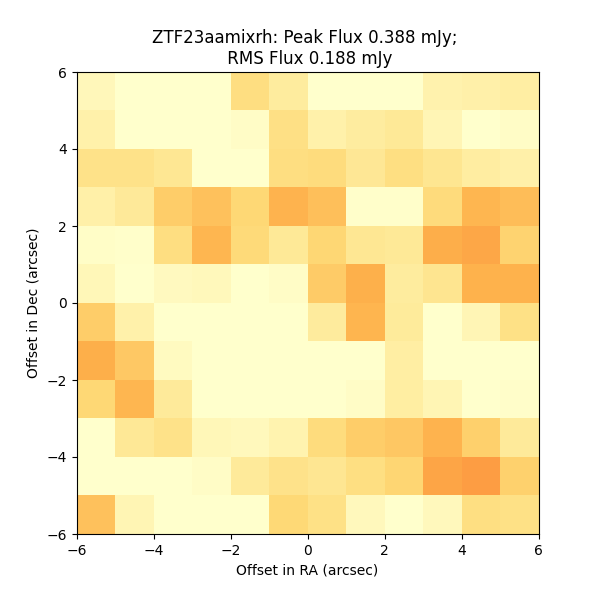 ZTF23aamixrh: Peak Flux 0.388 mJy;
RMS Flux 0.188 mJy
6
4
2
0
−2
−4
−6
Offset in Dec (arcsec)
−6 −4 −2 0 2 4 6
Offset in RA (arcsec)